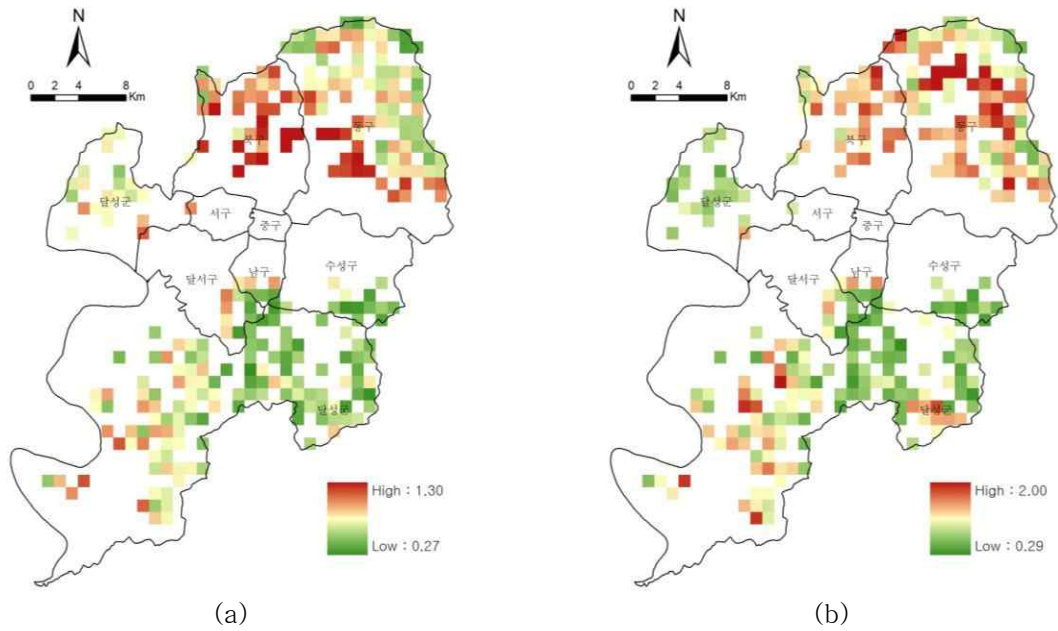 N
0 2 4 8
Km
북구
동구
달성군
서구
중구
달서구
남구
수성구
달성군
High : 1.30
Low : 0.27
(a)
N
0 2 4 8
Km
북구
동구
달성군
서구
중구
달서구
남구
수성구
달성군
High : 2.00
Low : 0.29
(b)